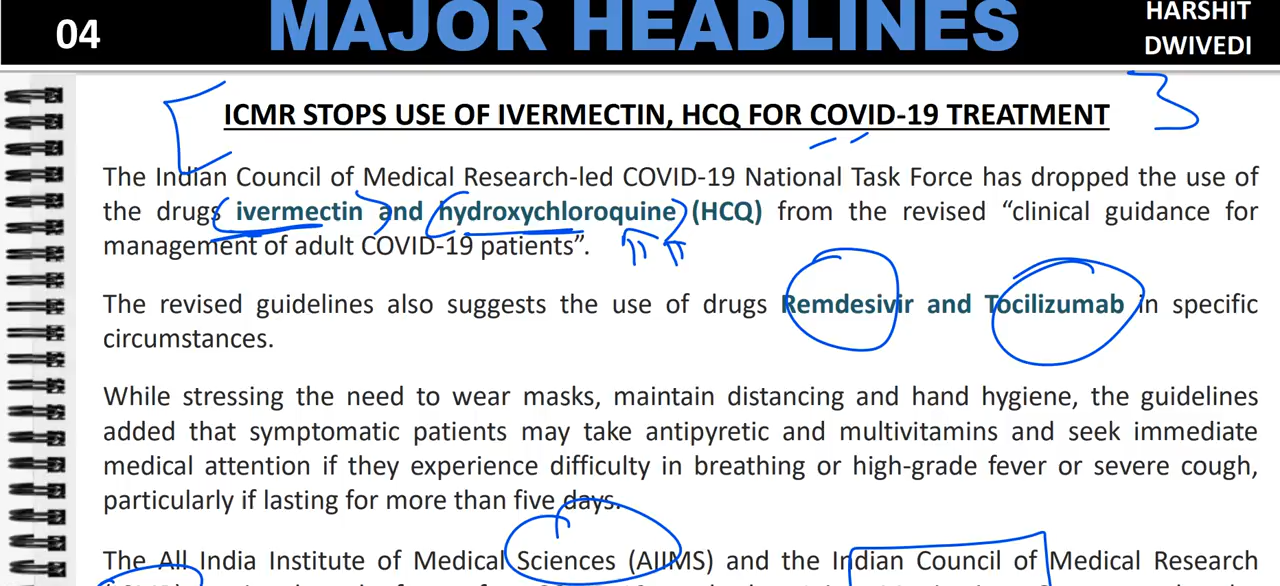 04
MAJOR HEADLINES
HARSHIT
DWIVEDI
ICMR STOPS USE OF IVERMECTIN, HCQ FOR COVID-19 TREATMENT
The Indian Council of Medical Research-led COVID-19 National Task Force has dropped the use of
the drugs ivermectin and hydroxychloroquine (HCQ) from the revised “clinical guidance for
management of adult COVID-19 patients”.
The revised guidelines also suggests the use of drugs Remdesivir and Tocilizumab in specific
circumstances.
While stressing the need to wear masks, maintain distancing and hand hygiene, the guidelines
added that symptomatic patients may take antipyretic and multivitamins and seek immediate
medical attention if they experience difficulty in breathing or high-grade fever or severe cough,
particularly if lasting for more than five days.
The All India Institute of Medical Sciences (AIIMS) and the Indian Council of Medical Research